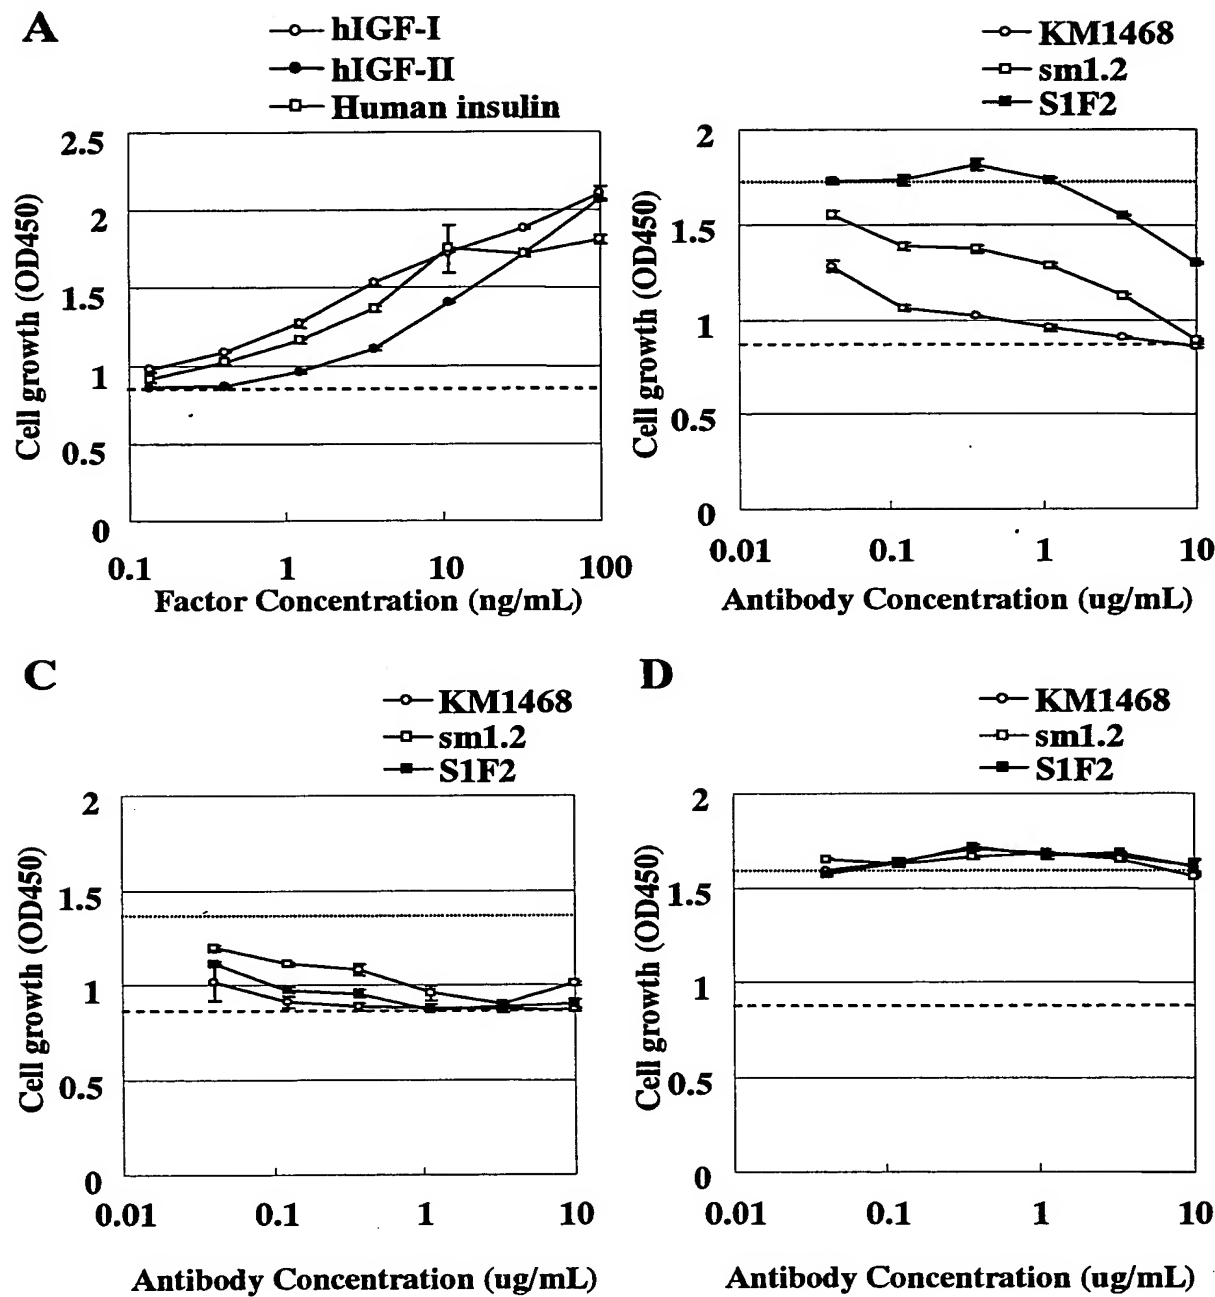 A
hIGF-I
hIGF-II
Human insulin
2.5
2
1.5
1
0.5
0
0.1 1 10 100
Cell growth (OD450)
Factor Concentration (ng/mL)
KM1468
sm1.2
S1F2
2
1.5
1
0.5
0
0.01 0.1 1 10
Cell growth (OD450)
Antibody Concentration (ug/mL)
C
KM1468
sm1.2
S1F2
2
1.5
1
0.5
0
0.01 0.1 1 10
Cell growth (OD450)
Antibody Concentration (ug/mL)
D
KM1468
sm1.2
S1F2
2
1.5
1
0.5
0
0.01 0.1 1 10
Cell growth (OD450)
Antibody Concentration (ug/mL)